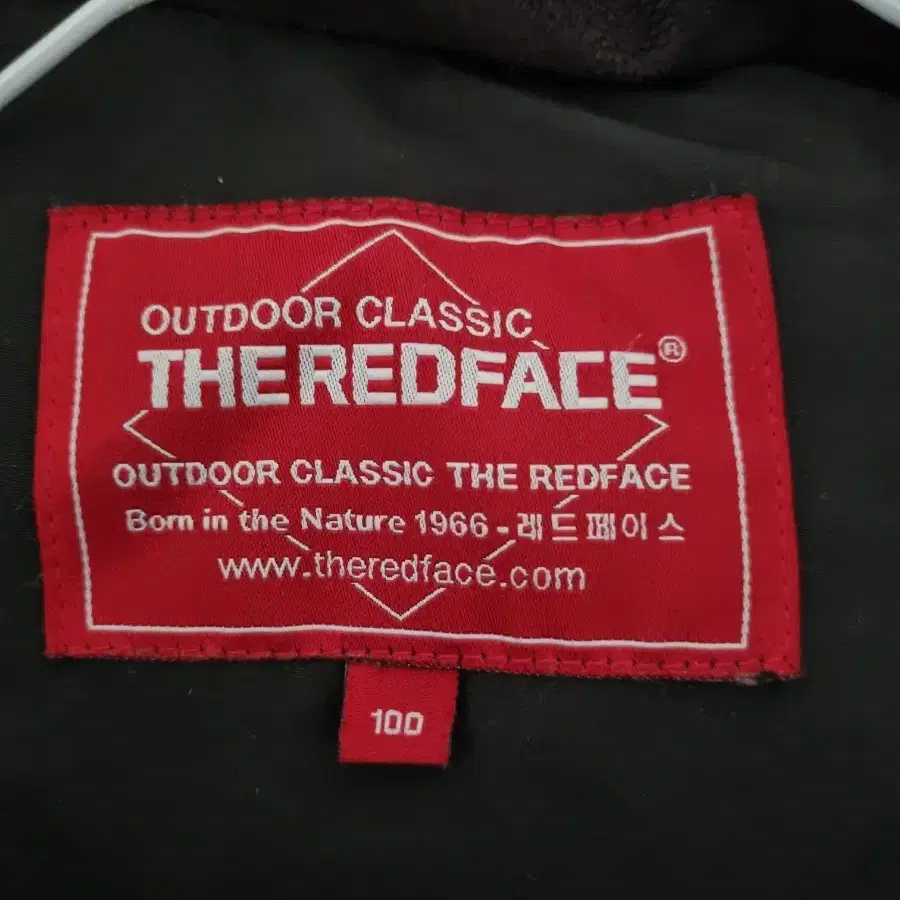 OUTDOOR CLASSIC
THE REDFACE®
OUTDOOR CLASSIC THE REDFACE
Born in the Nature 1966 - 레드페이스
www.theredface.com
100